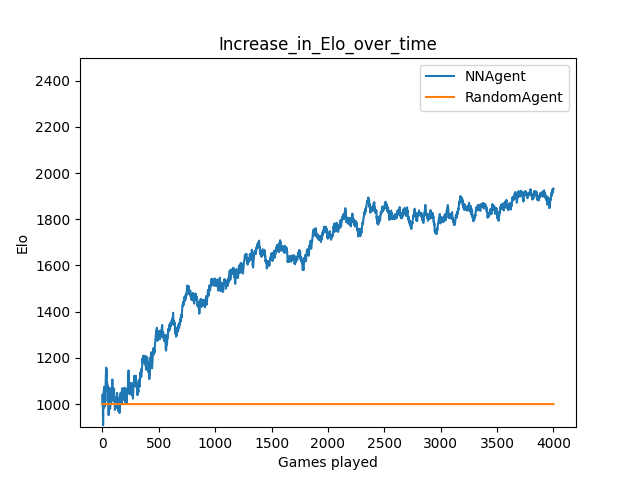 Increase_in_Elo_over_time
NNAgent
RandomAgent
2400
2200
2000
1800
1600
1400
1200
1000
Elo
0 500 1000 1500 2000 2500 3000 3500 4000
Games played